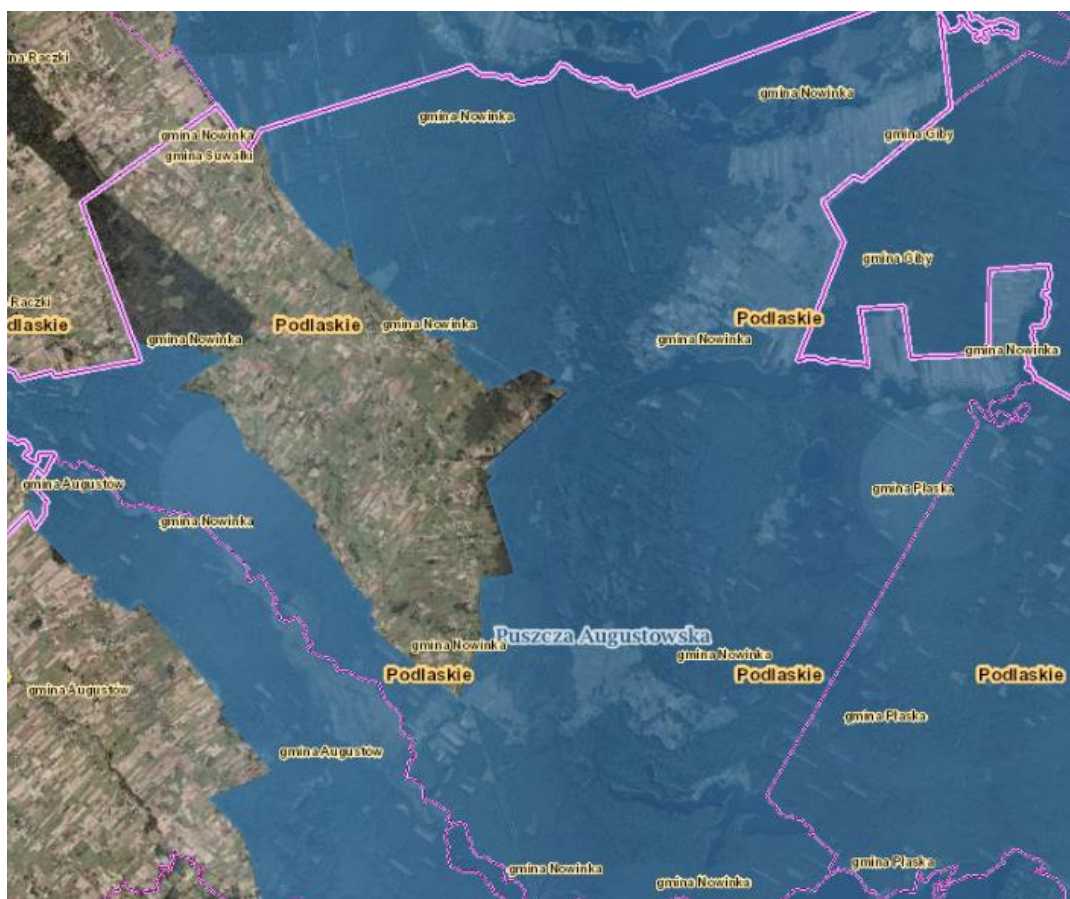 na Raczki
gmina Nowinka
gmina Nowinka
gmina Nowinka
gmina Giby
gmina Suwałki
gmina Giby
Raczki
dlaskie
Podlaskie
gmina Nowinka
Podlaskie
gmina Nowinka
gmina Nowinka
gmina Nowinka
gmina Augustów
gmina Płaska
gmina Nowinka
Puszcza Augustowska
gmina Nowinka
gmina Nowinka
Podlaskie
Podlaskie
Podlaskie
gmina Augustów
gmina Płaska
gmina Augustów
gmina Płaska
gmina Nowinka
gmina Nowinka